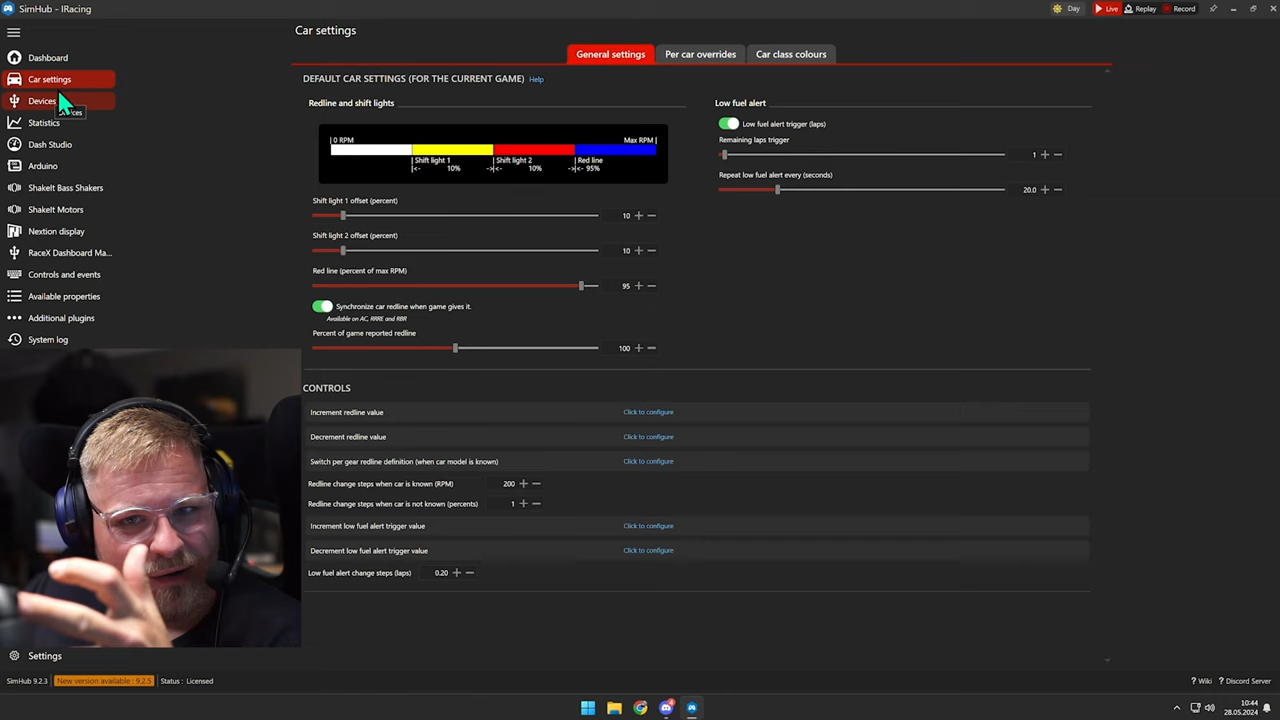 SimHub - IRacing
Day
Live
Replay
Record
Car settings
Dashboard
Car settings
Devices
Statistics
Dash Studio
Arduino
ShakeIt Bass Shakers
ShakeIt Motors
Nextion display
RaceX Dashboard Ma...
Controls and events
Available properties
Additional plugins
System log
Settings
General settings
Per car overrides
Car class colours
DEFAULT CAR SETTINGS (FOR THE CURRENT GAME) Help
Redline and shift lights
| 0 RPM
Max RPM |
| Shift light 1
| Shift light 2
| Red line
|<- 10% ->|<- 10% ->|<- 95%
Shift light 1 offset (percent)
10
Shift light 2 offset (percent)
10
Red line (percent of max RPM)
95
Synchronize car redline when game gives it.
Available on AC, RRRE and RBR
Percent of game reported redline
100
Low fuel alert
Low fuel alert trigger (laps)
Remaining laps trigger
1
Repeat low fuel alert every (seconds)
20.0
CONTROLS
Increment redline value Click to configure
Decrement redline value Click to configure
Switch per gear redline definition (when car model is known) Click to configure
Redline change steps when car is known (RPM) 200
Redline change steps when car is not known (percents) 1
Increment low fuel alert trigger value Click to configure
Decrement low fuel alert trigger value Click to configure
Low fuel alert change steps (laps) 0.20
SimHub 9.2.3 New version available : 9.2.5 Status : Licensed
Wiki Discord Server
10:44
28.05.2024